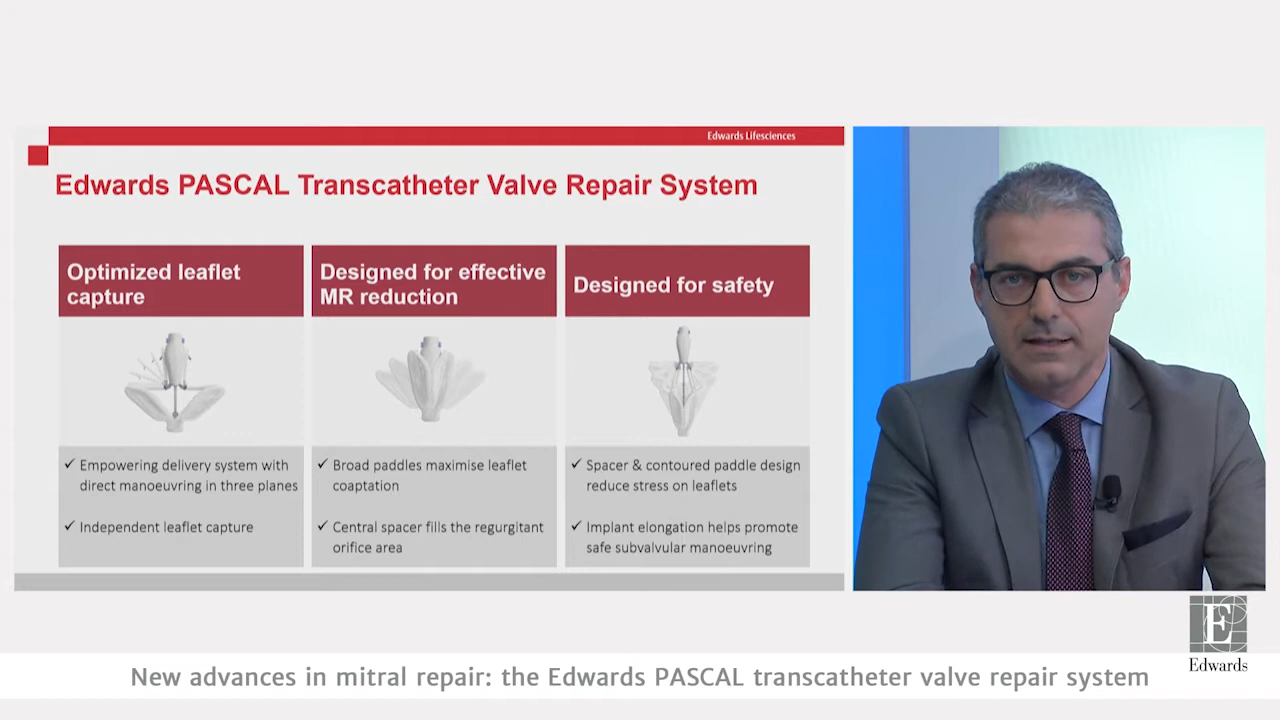 Edwards Lifesciences
Edwards PASCAL Transcatheter Valve Repair System
Optimized leaflet
capture
✓ Empowering delivery system with
direct manoeuvring in three planes
✓ Independent leaflet capture
Designed for effective
MR reduction
✓ Broad paddles maximise leaflet
coaptation
✓ Central spacer fills the regurgitant
orifice area
Designed for safety
✓ Spacer & contoured paddle design
reduce stress on leaflets
✓ Implant elongation helps promote
safe subvalvular manoeuvring
E
Edwards
New advances in mitral repair: the Edwards PASCAL transcatheter valve repair system